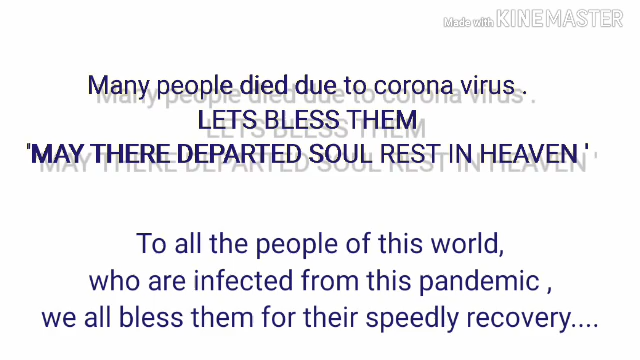 Made with KINEMASTER
Many people died due to corona virus .
LETS BLESS THEM
'MAY THERE DEPARTED SOUL REST IN HEAVEN '
To all the people of this world,
who are infected from this pandemic ,
we all bless them for their speedly recovery....